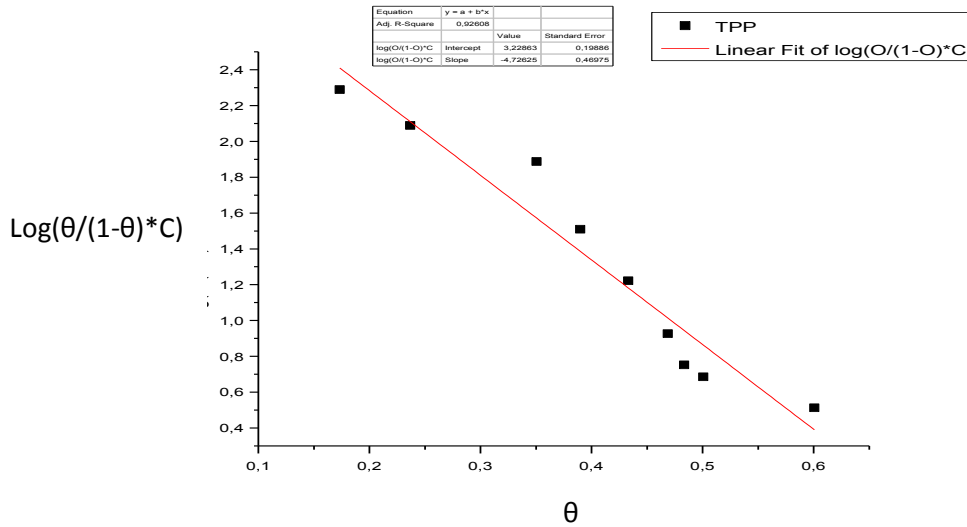 Equation y = a + b*x
Adj. R-Square 0,92608
Value Standard Error
log(O/(1-O)*C Intercept 3,22863 0,19886
log(O/(1-O)*C Slope -4,72625 0,46975
TPP
Linear Fit of log(O/(1-O)*C
2,4
2,2
2,0
1,8
1,6
1,4
1,2
1,0
0,8
0,6
0,4
Log(θ/(1-θ)*C)
0,1 0,2 0,3 0,4 0,5 0,6
θ